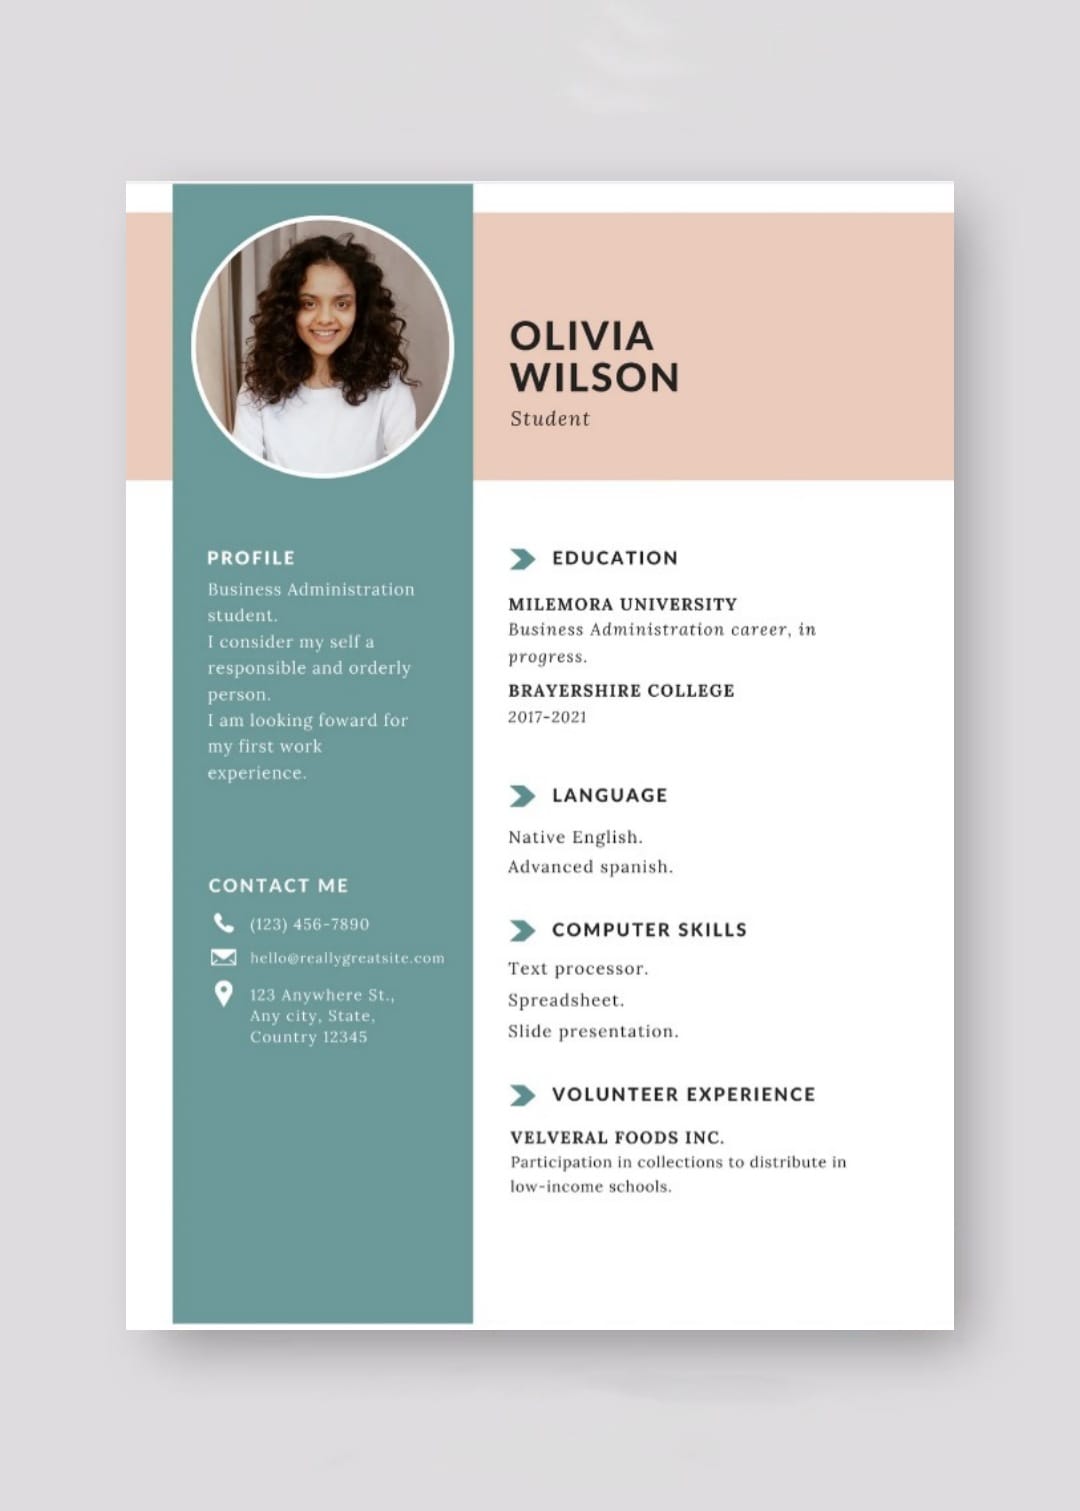 OLIVIA
WILSON
Student
PROFILE
Business Administration
student.
I consider my self a
responsible and orderly
person.
I am looking foward for
my first work
experience.
CONTACT ME
(123) 456-7890
hello@reallygreatsite.com
123 Anywhere St.,
Any city, State,
Country 12345
EDUCATION
MILEMORA UNIVERSITY
Business Administration career, in
progress.
BRAYERSHIRE COLLEGE
2017-2021
LANGUAGE
Native English.
Advanced spanish.
COMPUTER SKILLS
Text processor.
Spreadsheet.
Slide presentation.
VOLUNTEER EXPERIENCE
VELVERAL FOODS INC.
Participation in collections to distribute in
low-income schools.